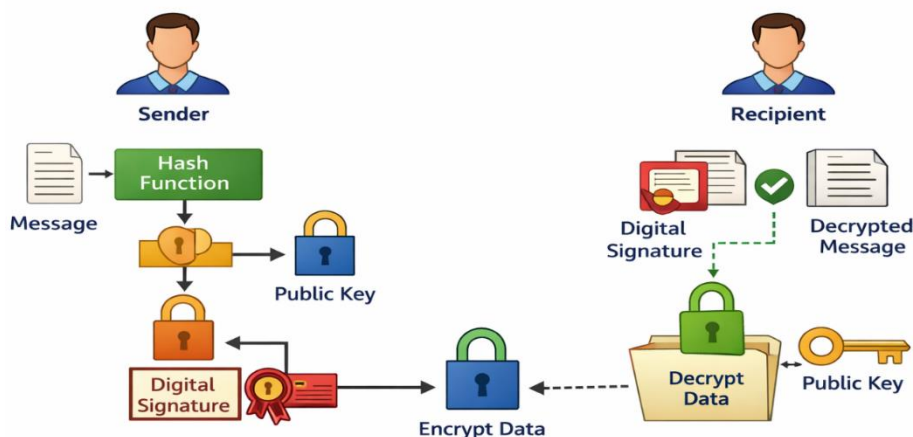 Sender
Recipient
Hash
Function
Message
Public Key
Digital
Signature
Encrypt Data
Digital
Signature
Decrypted
Message
Decrypt
Data
Public Key